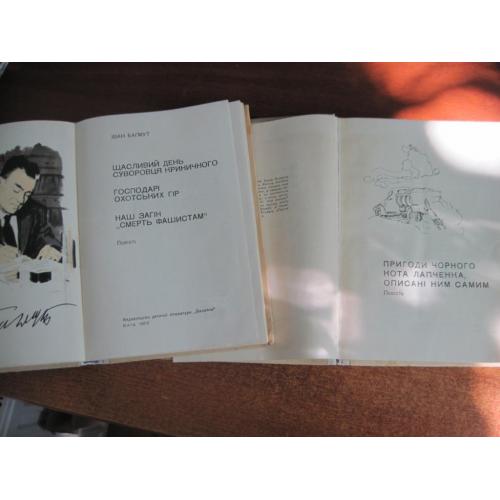 ІВАН БАГМУТ
ЩАСЛИВИЙ ДЕНЬ
СУВОРОВЦЯ КРИНИЧНОГО
ГОСПОДАРІ
ОХОТСЬКИХ ГІР
НАШ ЗАГІН
„СМЕРТЬ ФАШИСТАМ"
Повісті
Видавництво дитячої літератури „Веселка"
Київ
ПРИГОДИ ЧОРНОГО
КОТА ЛАПЧЕНКА,
ОПИСАНІ НИМ САМИМ
Повість